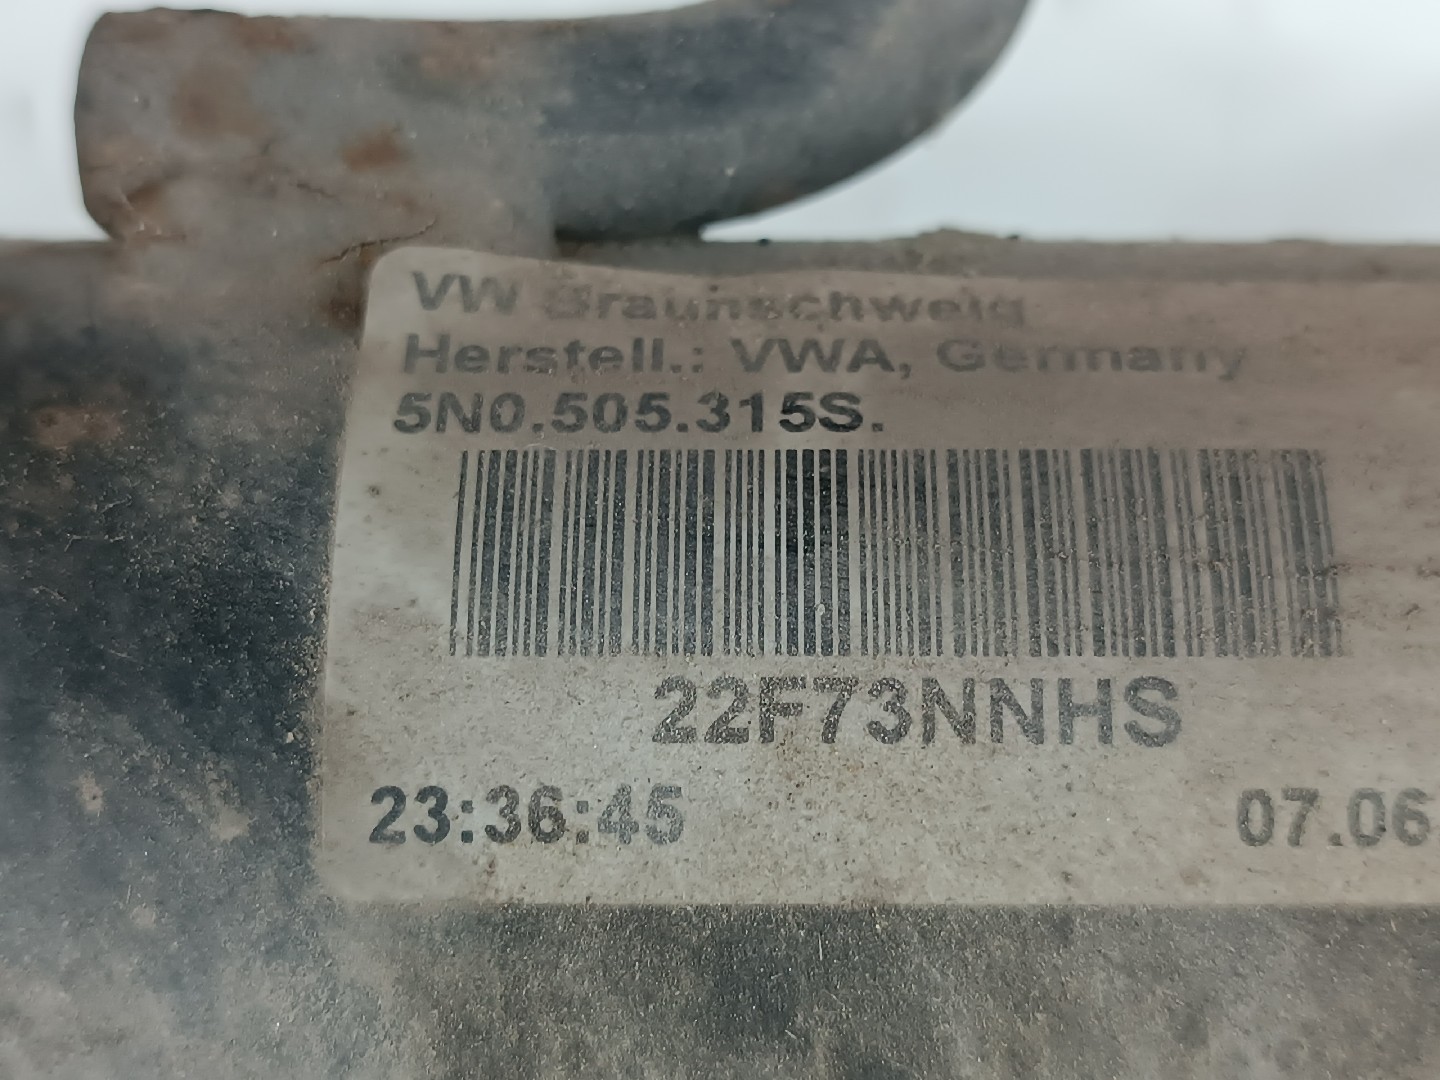 VW Braunschweig
Herstell.: VWA, Germany
5N0.505.315S.
22F73NNHS
23:36:45 07.06